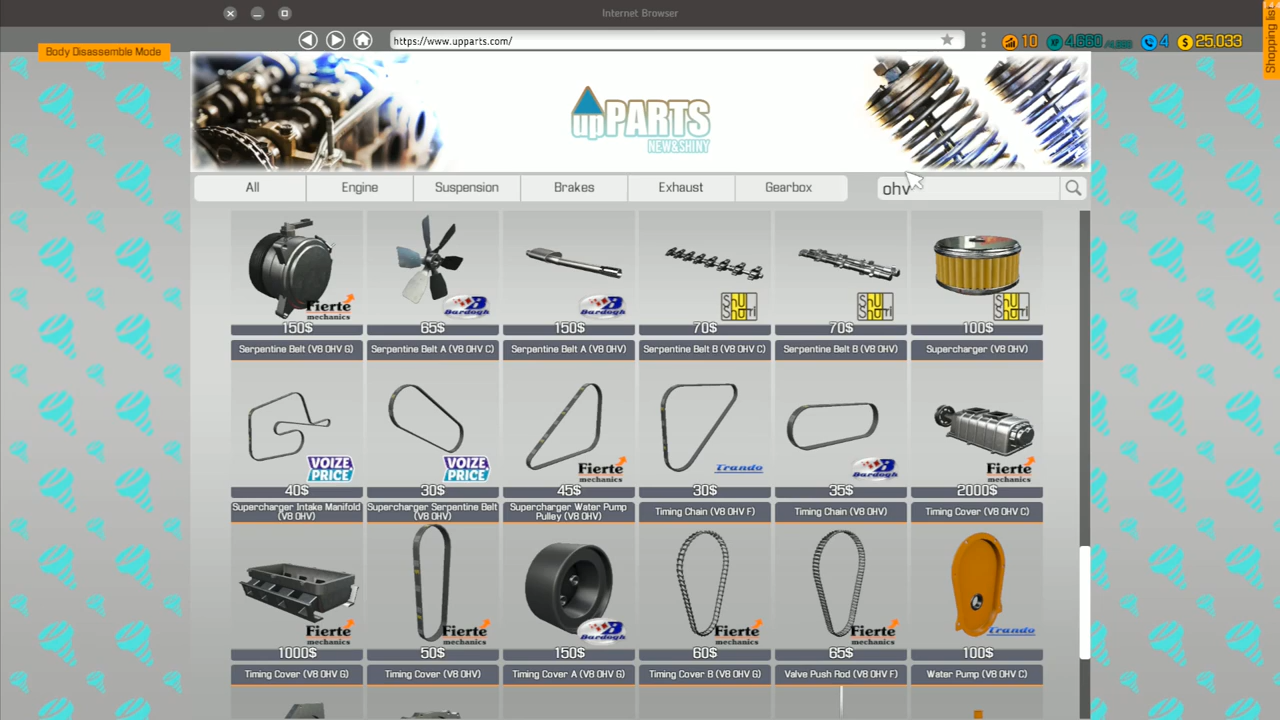 Internet Browser
Shopping list
Body Disassemble Mode
https://www.upparts.com/
10
4,660
4
$ 25,033
upPARTS
NEW&SHINY
All
Engine
Suspension
Brakes
Exhaust
Gearbox
ohv
Fierte mechanics
Bardogh
Bardogh
Shu Shu Ti
Shu Shu Ti
Shu Shu Ti
150$
65$
150$
70$
70$
100$
Serpentine Belt (V8 OHV G)
Serpentine Belt A (V8 OHV C)
Serpentine Belt A (V8 OHV)
Serpentine Belt B (V8 OHV C)
Serpentine Belt B (V8 OHV)
Supercharger (V8 OHV)
VOIZE PRICE
VOIZE PRICE
Fierte mechanics
Trando
Bardogh
Fierte mechanics
40$
30$
45$
30$
35$
2000$
Supercharger Intake Manifold (V8 OHV)
Supercharger Serpentine Belt (V8 OHV)
Supercharger Water Pump Pulley (V8 OHV)
Timing Chain (V8 OHV F)
Timing Chain (V8 OHV)
Timing Cover (V8 OHV C)
Fierte mechanics
Fierte mechanics
Bardogh
Fierte mechanics
Fierte mechanics
Trando
1000$
50$
150$
60$
65$
100$
Timing Cover (V8 OHV G)
Timing Cover (V8 OHV)
Timing Cover A (V8 OHV G)
Timing Cover B (V8 OHV G)
Valve Push Rod (V8 OHV F)
Water Pump (V8 OHV C)